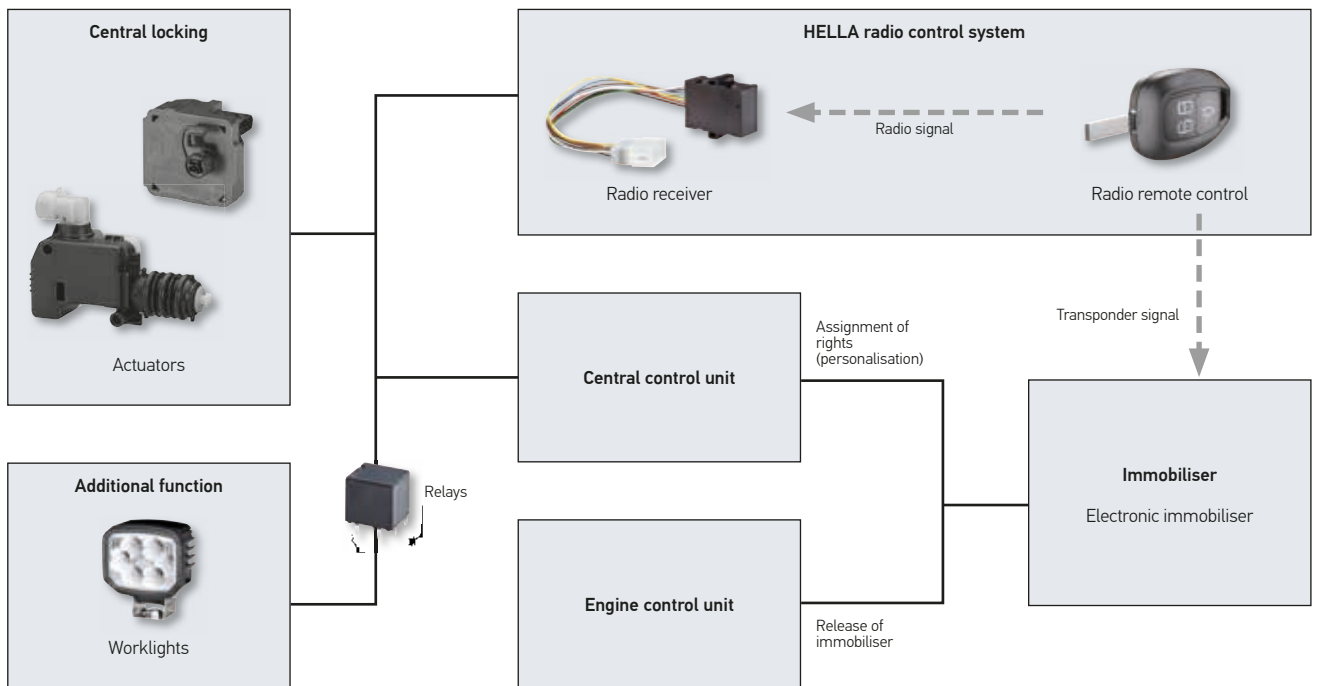 Central locking
Actuators
HELLA radio control system
Radio receiver
Radio signal
Radio remote control
Transponder signal
Central control unit
Assignment of
rights
(personalisation)
Immobiliser
Electronic immobiliser
Additional function
Worklights
Relays
Engine control unit
Release of
immobiliser